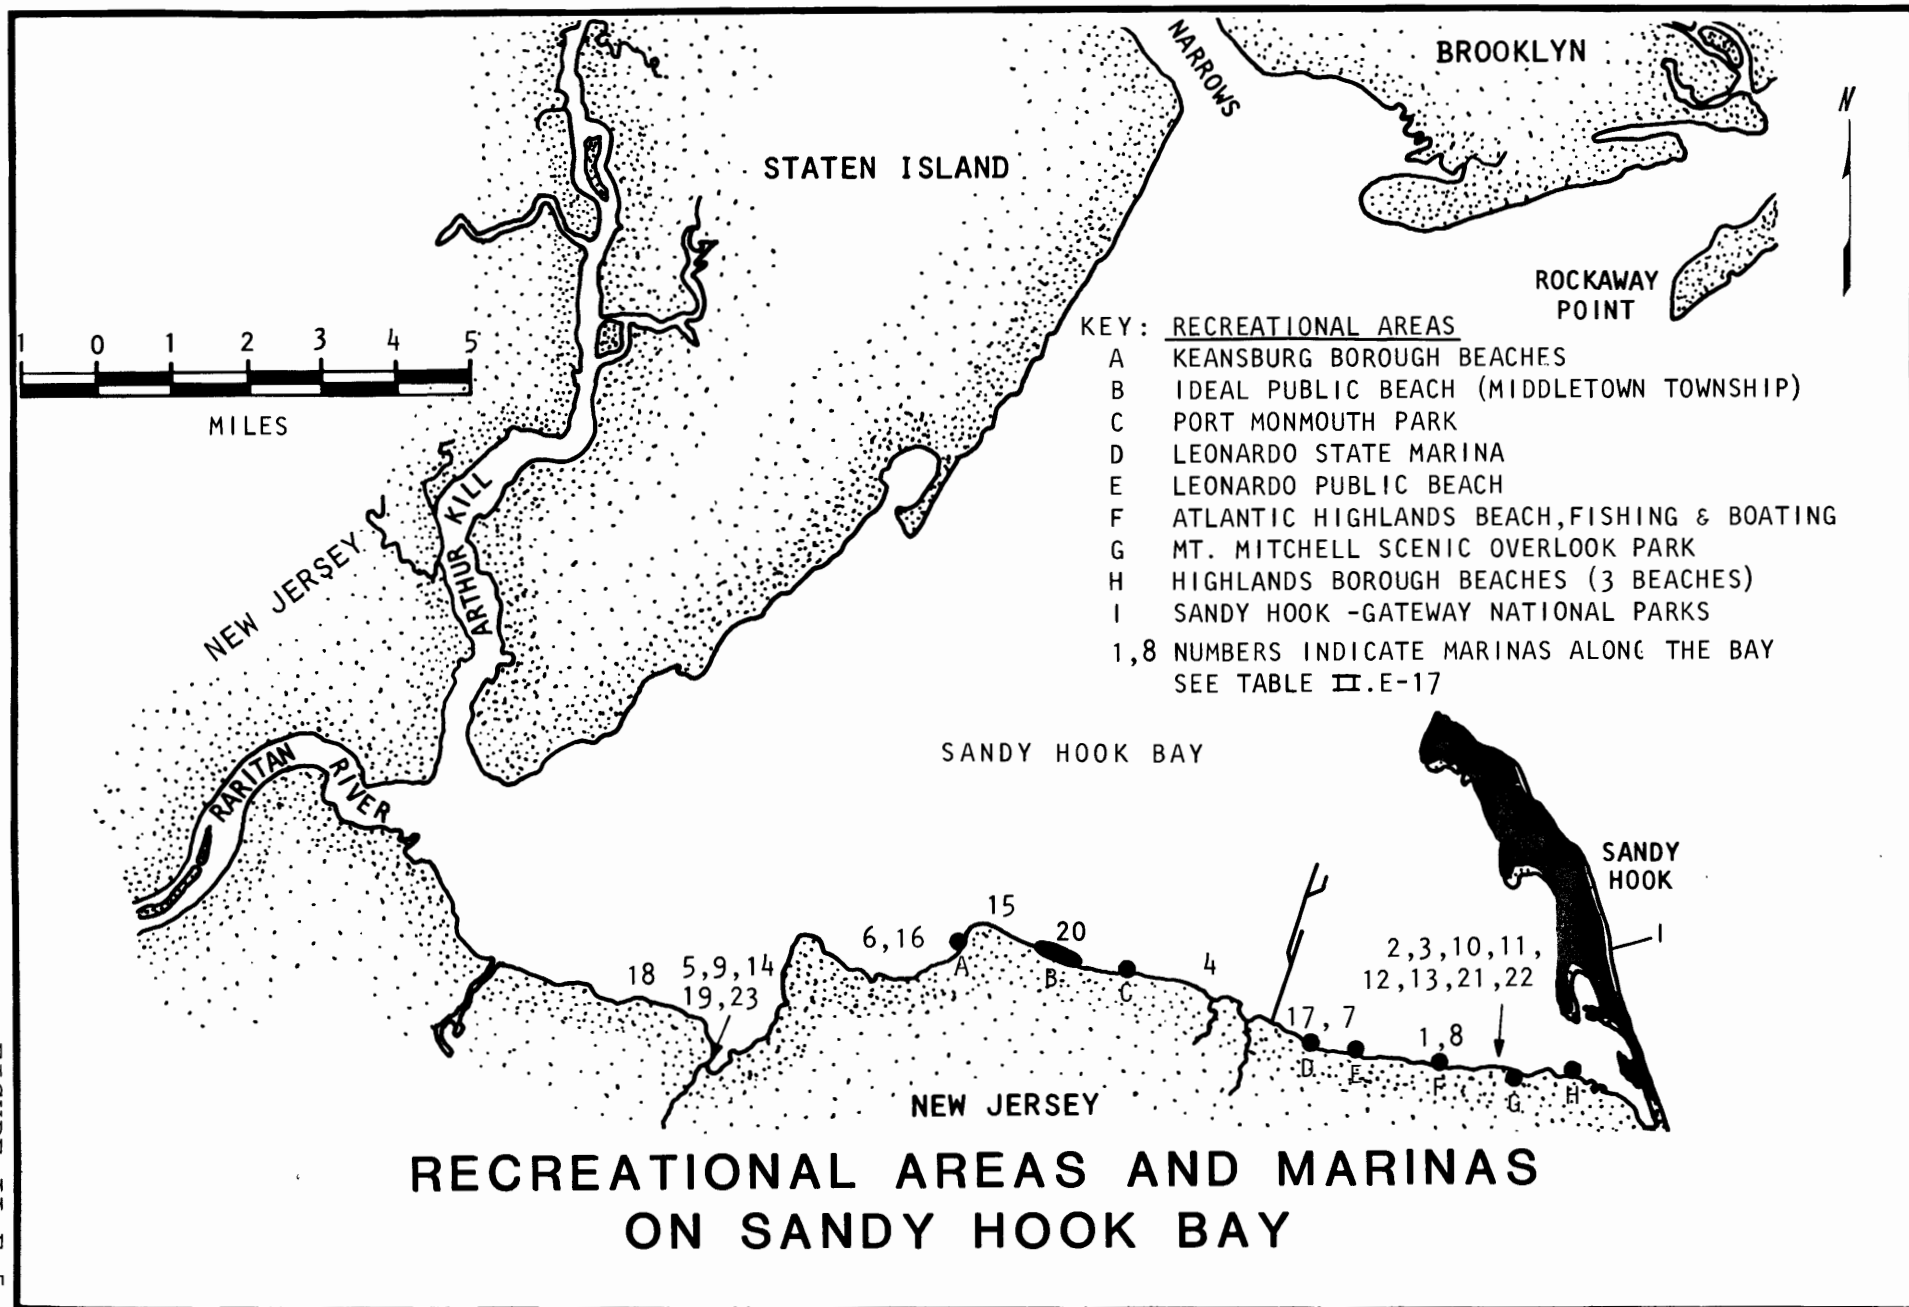 NARROWS
BROOKLYN
N
STATEN ISLAND
ROCKAWAY
POINT
1 0 1 2 3 4 5
MILES
KEY: RECREATIONAL AREAS
A KEANSBURG BOROUGH BEACHES
B IDEAL PUBLIC BEACH (MIDDLETOWN TOWNSHIP)
C PORT MONMOUTH PARK
D LEONARDO STATE MARINA
E LEONARDO PUBLIC BEACH
F ATLANTIC HIGHLANDS BEACH, FISHING & BOATING
G MT. MITCHELL SCENIC OVERLOOK PARK
H HIGHLANDS BOROUGH BEACHES (3 BEACHES)
I SANDY HOOK -GATEWAY NATIONAL PARKS
1,8 NUMBERS INDICATE MARINAS ALONG THE BAY
SEE TABLE II.E-17
ARTHUR KILL
NEW JERSEY
RARITAN RIVER
SANDY HOOK BAY
SANDY
HOOK
I
15
6,16
20
A
B
C
4
18
5,9,14
19,23
2,3,10,11,
12,13,21,22
17,7
1,8
D
E
F
G
H
NEW JERSEY
RECREATIONAL AREAS AND MARINAS
ON SANDY HOOK BAY